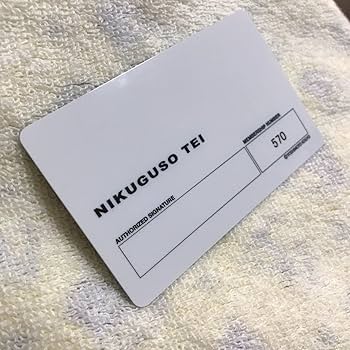 NIKUGUSO TEI
MEMBERSHIP NUMBER
570
AUTHORIZED SIGNATURE